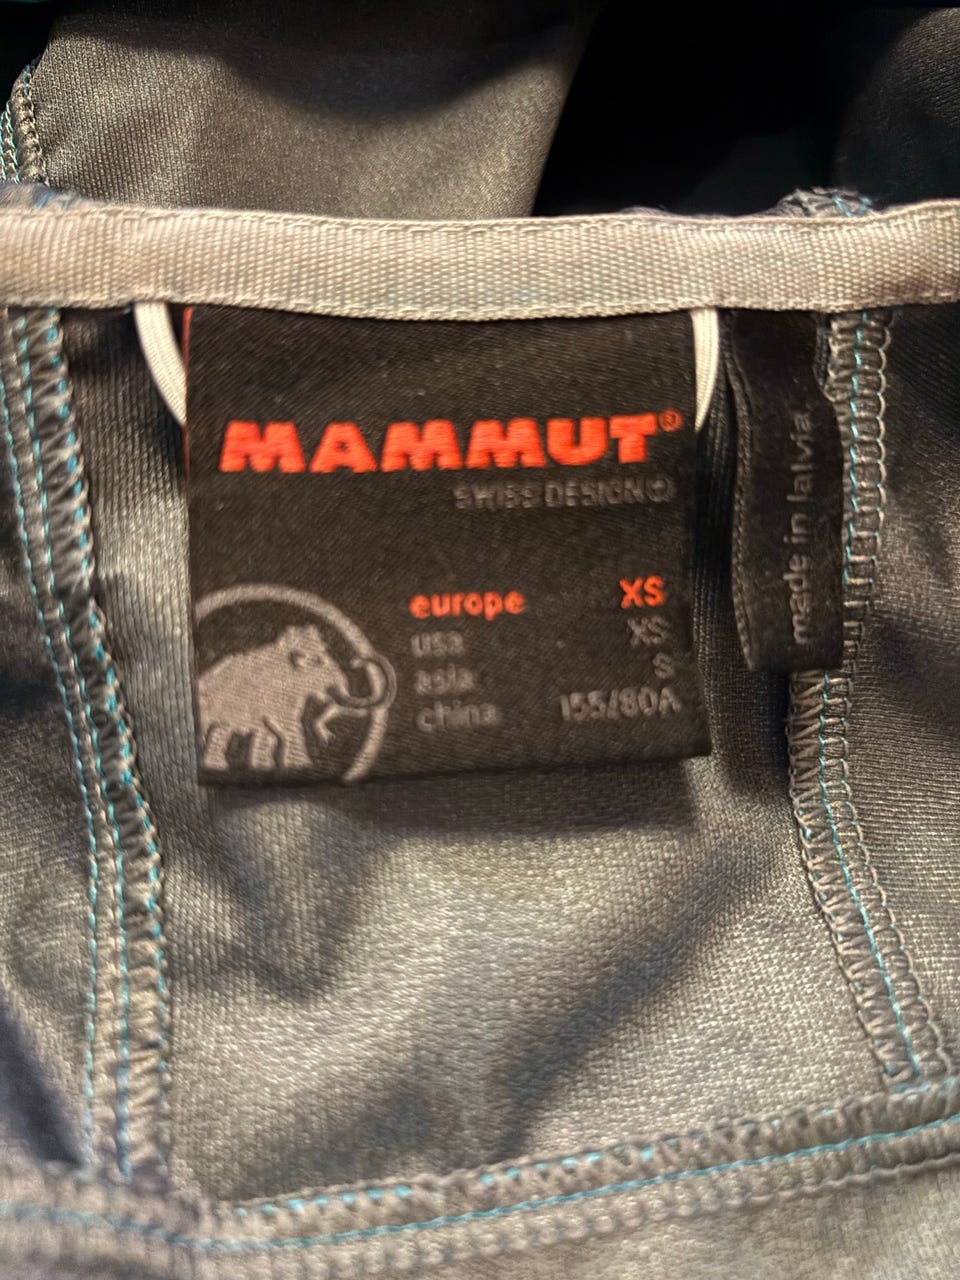 MAMMUT®
SWISS DESIGN
europe XS
usa XS
asia S
china 155/80A
made in latvia